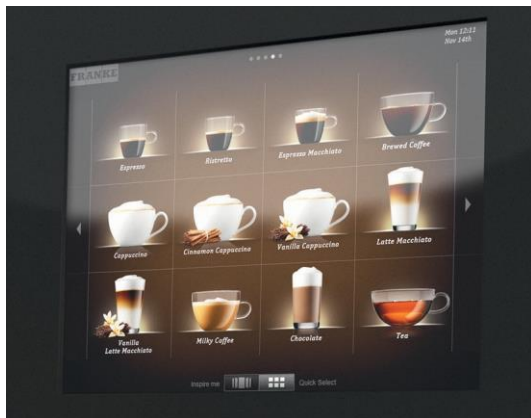 FRANKE
Mon 12:11
Nov 14th
Espresso
Ristretto
Espresso Macchiato
Brewed Coffee
Cappuccino
Cinnamon Cappuccino
Vanilla Cappuccino
Latte Macchiato
Vanilla
Latte Macchiato
Milky Coffee
Chocolate
Tea
Inspire me
Quick Select